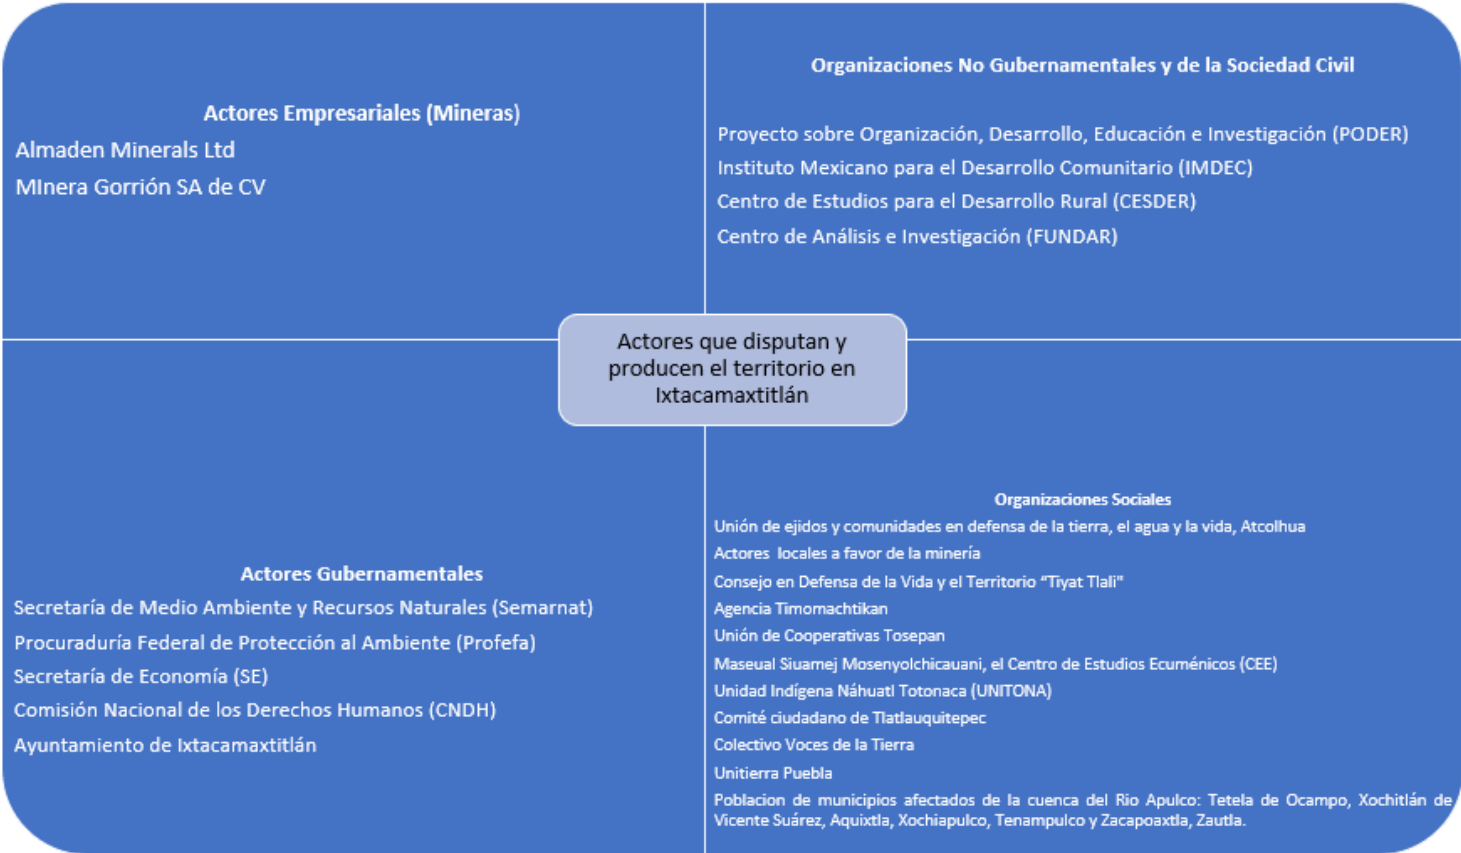 Actores Empresariales (Mineras)
Almaden Minerals Ltd
MInera Gorrión SA de CV
Organizaciones No Gubernamentales y de la Sociedad Civil
Proyecto sobre Organización, Desarrollo, Educación e Investigación (PODER)
Instituto Mexicano para el Desarrollo Comunitario (IMDEC)
Centro de Estudios para el Desarrollo Rural (CESDER)
Centro de Análisis e Investigación (FUNDAR)
Actores que disputan y
producen el territorio en
Ixtacamaxtitlán
Actores Gubernamentales
Secretaría de Medio Ambiente y Recursos Naturales (Semarnat)
Procuraduría Federal de Protección al Ambiente (Profefa)
Secretaría de Economía (SE)
Comisión Nacional de los Derechos Humanos (CNDH)
Ayuntamiento de Ixtacamaxtitlán
Organizaciones Sociales
Unión de ejidos y comunidades en defensa de la tierra, el agua y la vida, Atcolhua
Actores locales a favor de la minería
Consejo en Defensa de la Vida y el Territorio “Tiyat Tlali"
Agencia Timomachtikan
Unión de Cooperativas Tosepan
Maseual Siuamej Mosenyolchicauani, el Centro de Estudios Ecuménicos (CEE)
Unidad Indígena Náhuatl Totonaca (UNITONA)
Comité ciudadano de Tlatlauquitepec
Colectivo Voces de la Tierra
Unitierra Puebla
Poblacion de municipios afectados de la cuenca del Rio Apulco: Tetela de Ocampo, Xochitlán de
Vicente Suárez, Aquixtla, Xochiapulco, Tenampulco y Zacapoaxtla, Zautla.